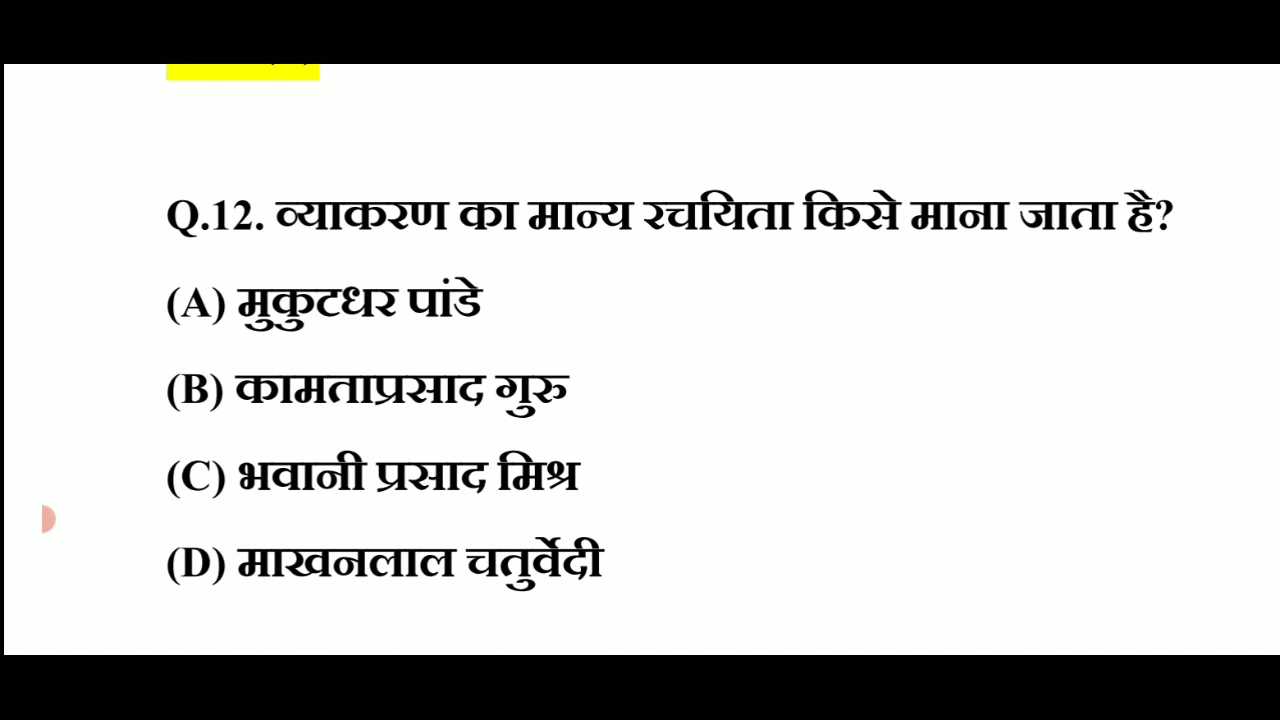 Q.12. व्याकरण का मान्य रचयिता किसे माना जाता है?
(A) मुकुटधर पांडे
(B) कामताप्रसाद गुरु
(C) भवानी प्रसाद मिश्र
(D) माखनलाल चतुर्वेदी